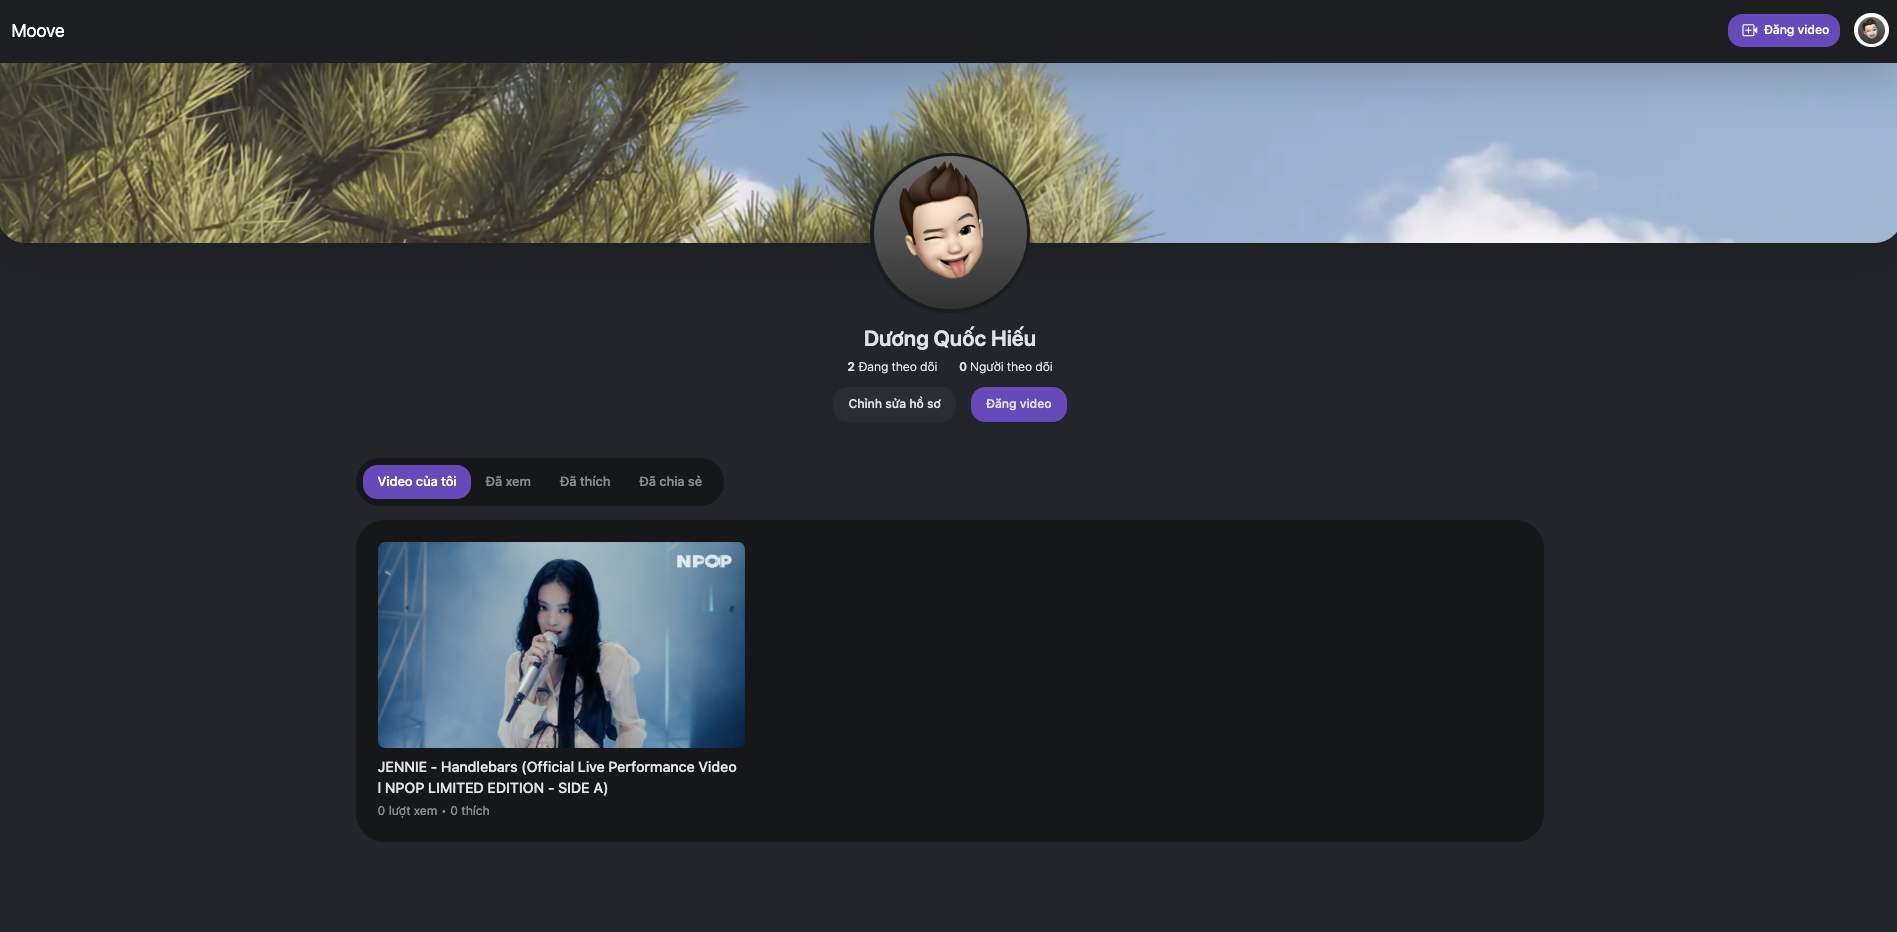 Moove
Đăng video
Dương Quốc Hiếu
2 Đang theo dõi 0 Người theo dõi
Chỉnh sửa hồ sơ Đăng video
Video của tôi Đã xem Đã thích Đã chia sẻ
NPOP
JENNIE - Handlebars (Official Live Performance Video
l NPOP LIMITED EDITION - SIDE A)
0 lượt xem • 0 thích